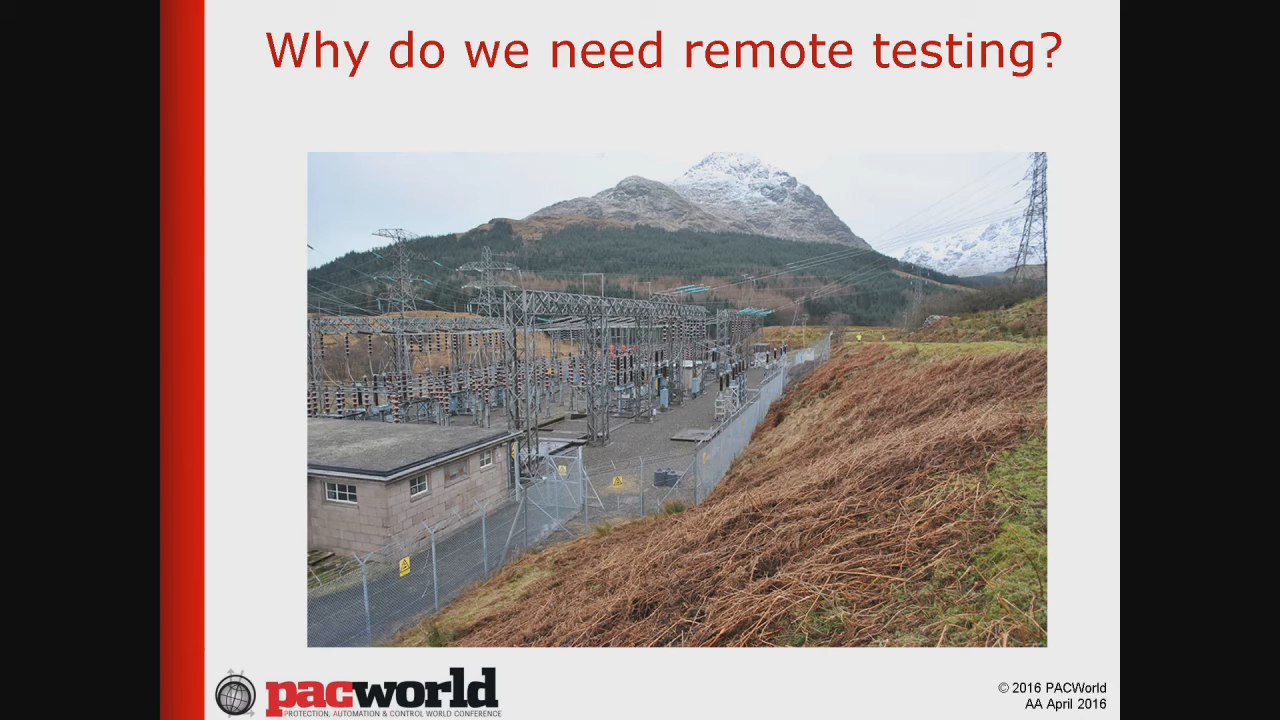 Why do we need remote testing?
pacworld
PROTECTION, AUTOMATION & CONTROL WORLD CONFERENCE
© 2016 PACWorld
AA April 2016